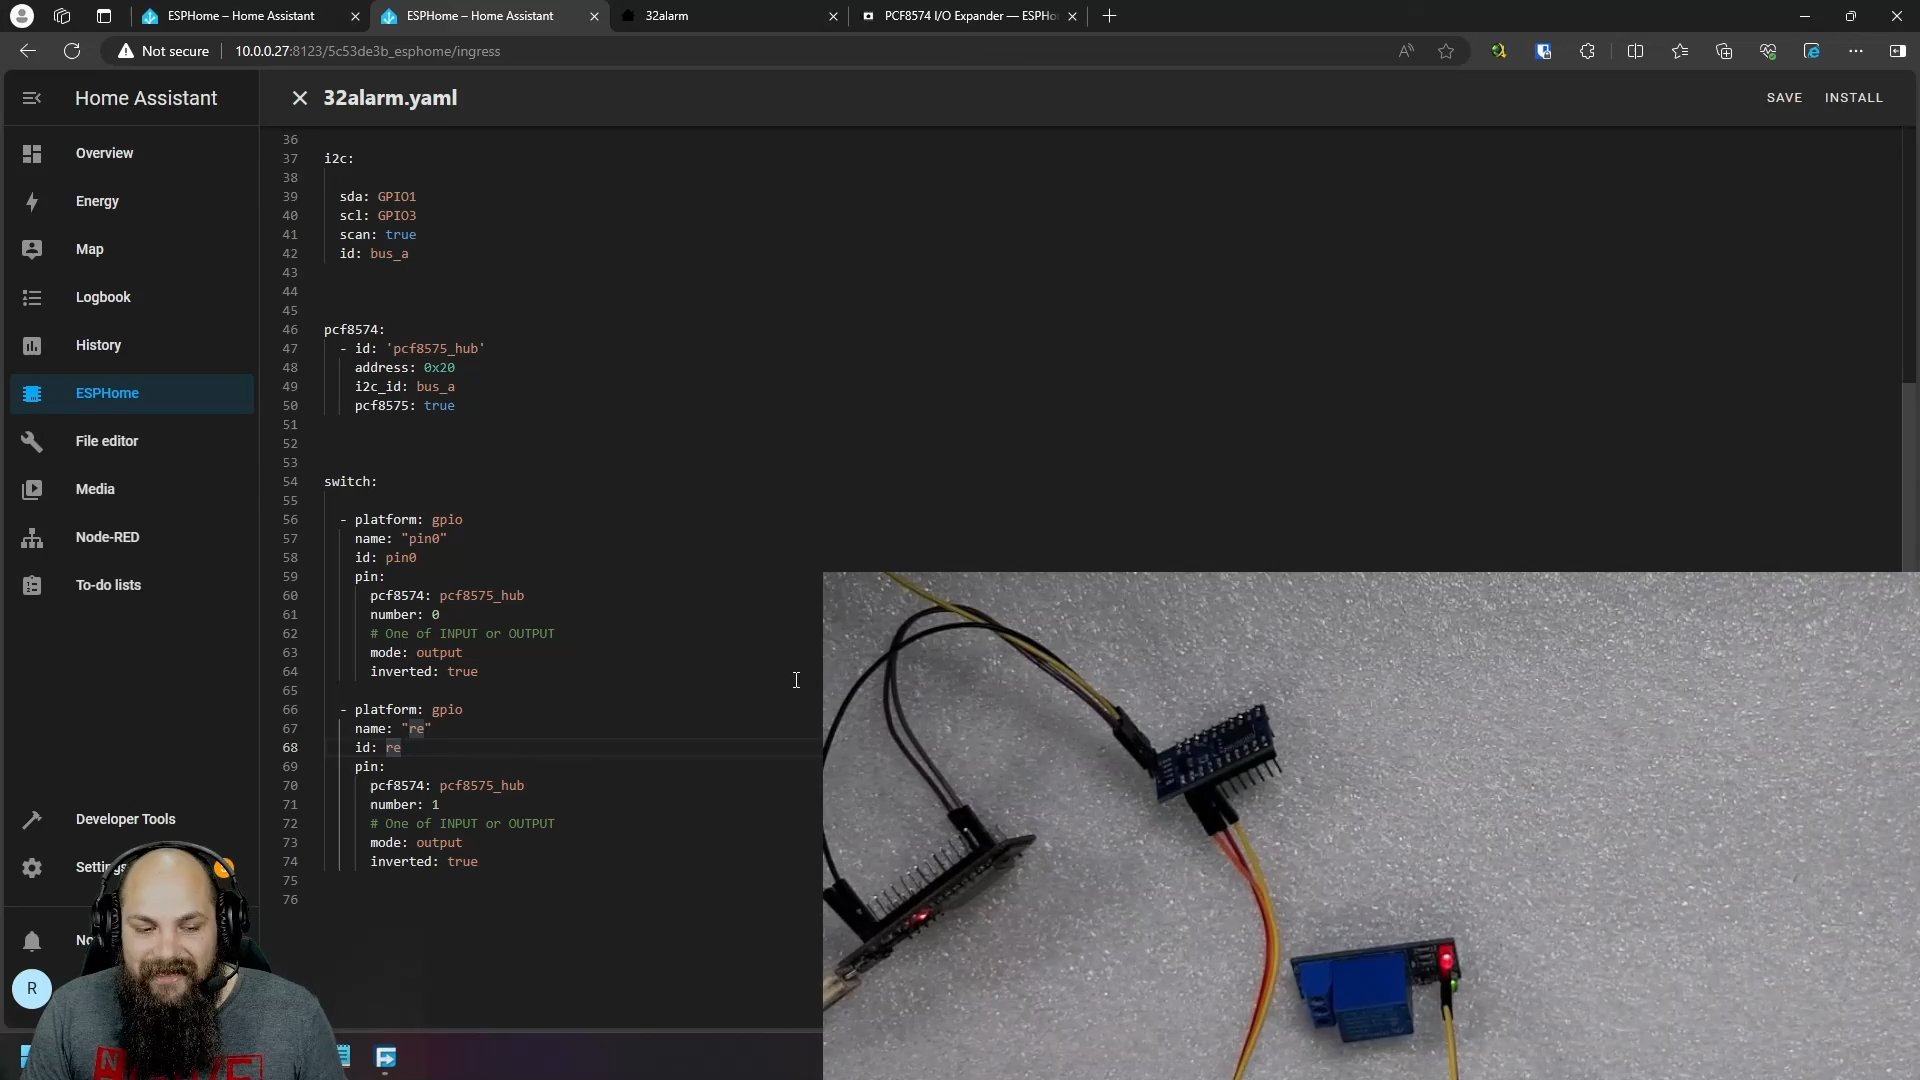 ESPHome – Home Assistant
ESPHome – Home Assistant
32alarm
PCF8574 I/O Expander — ESPHo
Not secure
10.0.0.27:8123/5c53de3b_esphome/ingress
Home Assistant
32alarm.yaml
SAVE
INSTALL
Overview
Energy
Map
Logbook
History
ESPHome
File editor
Media
Node-RED
To-do lists
Developer Tools
Settings
No
R
36
37 i2c:
38
39 sda: GPIO1
40 scl: GPIO3
41 scan: true
42 id: bus_a
43
44
45
46 pcf8574:
47 - id: 'pcf8575_hub'
48 address: 0x20
49 i2c_id: bus_a
50 pcf8575: true
51
52
53
54 switch:
55
56 - platform: gpio
57 name: "pin0"
58 id: pin0
59 pin:
60 pcf8574: pcf8575_hub
61 number: 0
62 # One of INPUT or OUTPUT
63 mode: output
64 inverted: true
65
66 - platform: gpio
67 name: "re"
68 id: re
69 pin:
70 pcf8574: pcf8575_hub
71 number: 1
72 # One of INPUT or OUTPUT
73 mode: output
74 inverted: true
75
76